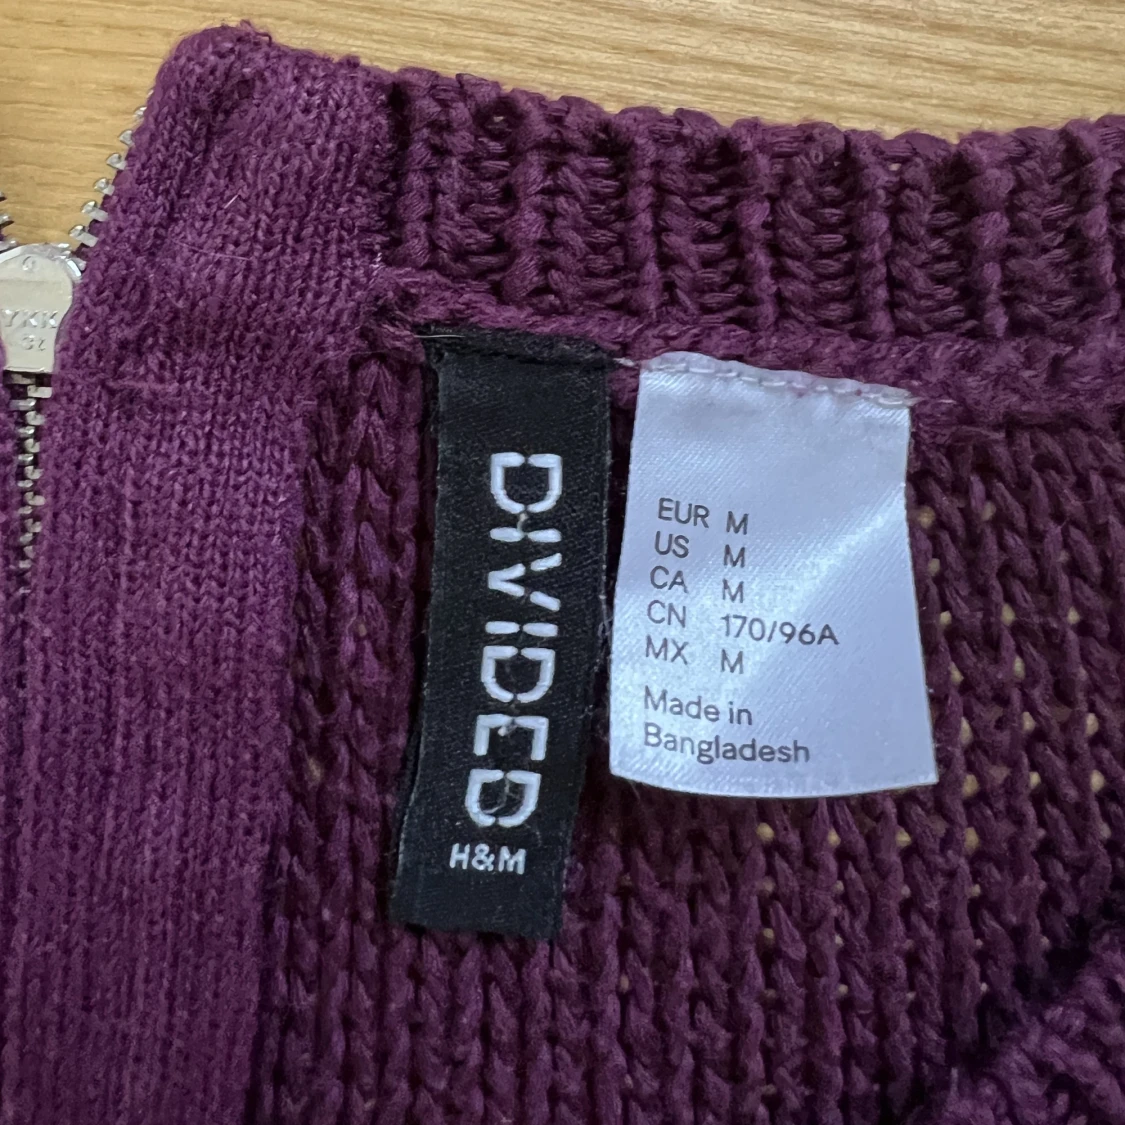 DIVIDED
H&M
EUR M
US M
CA M
CN 170/96A
MX M
Made in
Bangladesh